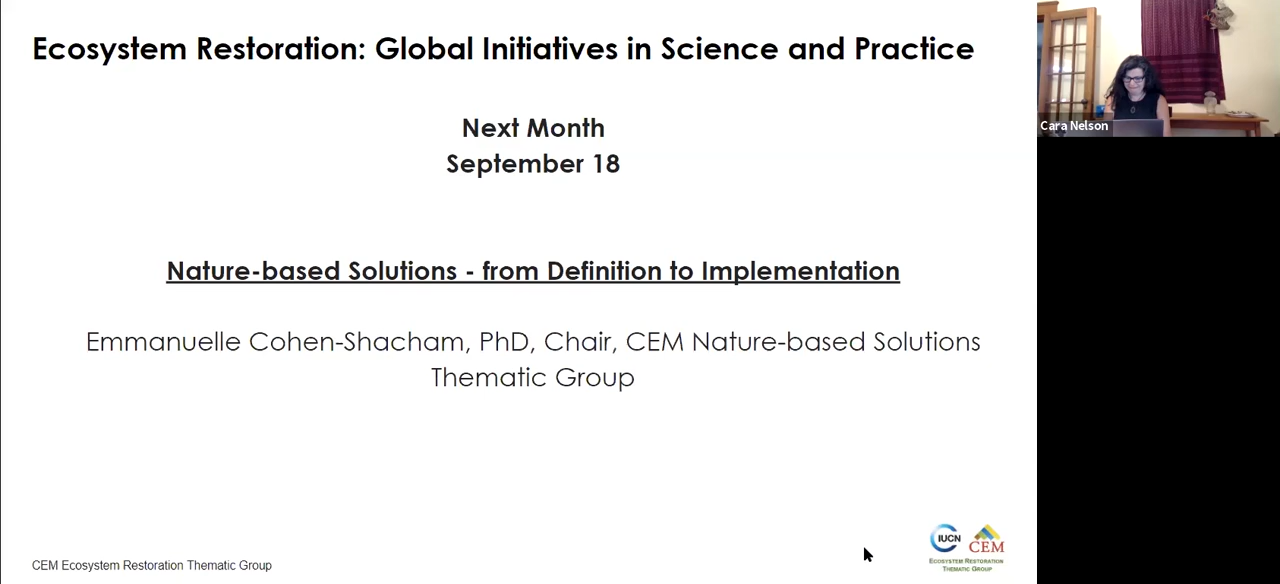 Ecosystem Restoration: Global Initiatives in Science and Practice
Next Month
September 18
Nature-based Solutions - from Definition to Implementation
Emmanuelle Cohen-Shacham, PhD, Chair, CEM Nature-based Solutions
Thematic Group
CEM Ecosystem Restoration Thematic Group
IUCN
CEM
ECOSYSTEM RESTORATION
THEMATIC GROUP
Cara Nelson